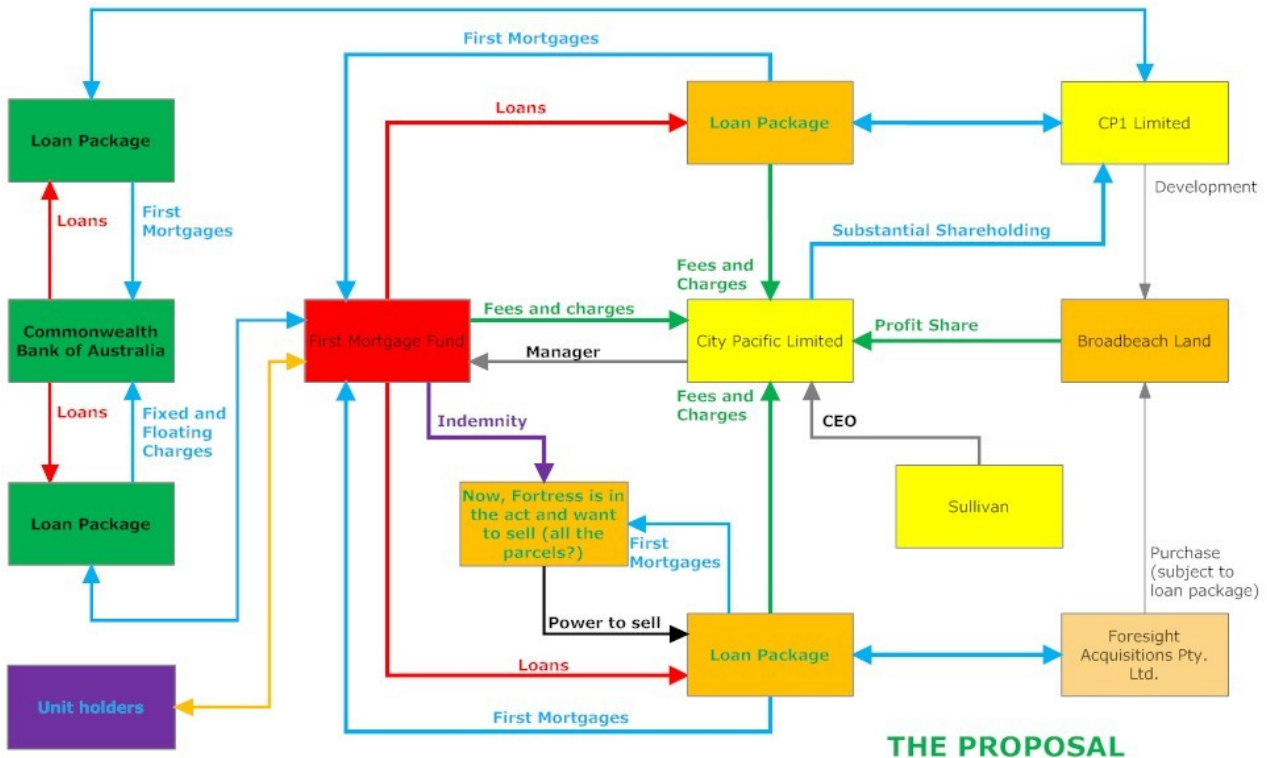 First Mortgages
Loans
Loan Package
Loan Package
CP1 Limited
Development
Loans
First
Mortgages
Substantial Shareholding
Fees and
Charges
Commonwealth
Bank of Australia
First Mortgage Fund
Fees and charges
Manager
City Pacific Limited
Profit Share
Broadbeach Land
Loans
Fixed and
Floating
Charges
Indemnity
Fees and
Charges
CEO
Loan Package
Now, Fortress is in
the act and want
to sell (all the
parcels?)
First
Mortgages
Sullivan
Purchase
(subject to
loan package)
Power to sell
Loans
Loan Package
Foresight
Acquisitions Pty.
Ltd.
Unit holders
First Mortgages
THE PROPOSAL